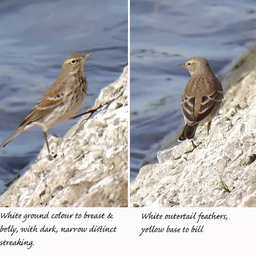 White ground colour to breast &
belly, with dark, narrow distinct
streaking.
White outertail feathers,
yellow base to bill